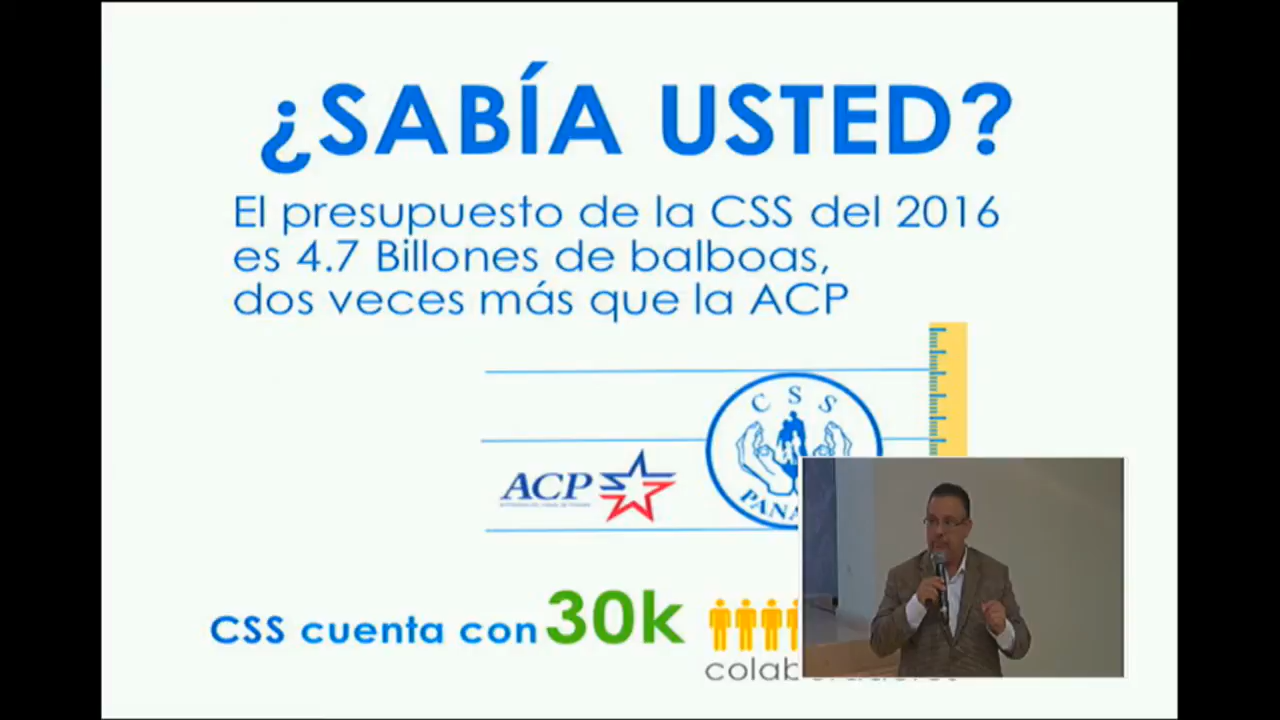 ¿SABÍA USTED?
El presupuesto de la CSS del 2016
es 4.7 Billones de balboas,
dos veces más que la ACP
CSS
ACP
CSS cuenta con 30k